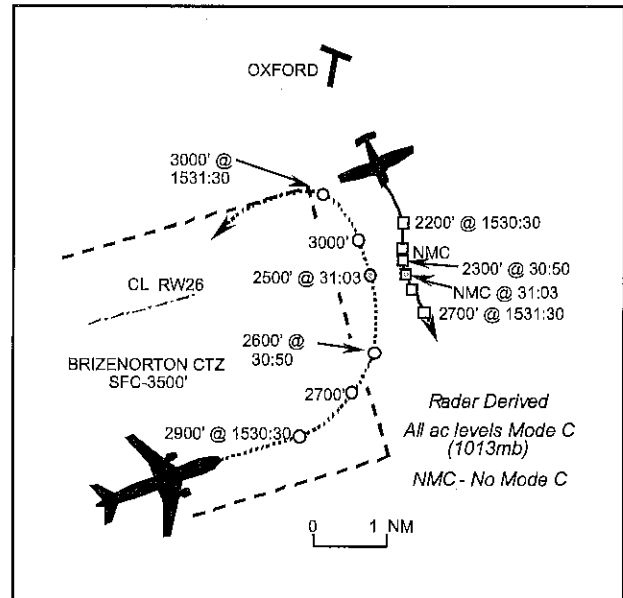 OXFORD
3000' @
1531:30
2200' @ 1530:30
3000'
NMC
2300' @ 30:50
2500' @ 31:03
NMC @ 31:03
CL RW26
2700' @ 1531:30
2600' @
30:50
BRIZENORTON CTZ
SFC-3500'
2700'
Radar Derived
2900' @ 1530:30
All ac levels Mode C
(1013mb)
NMC - No Mode C
0 1 NM